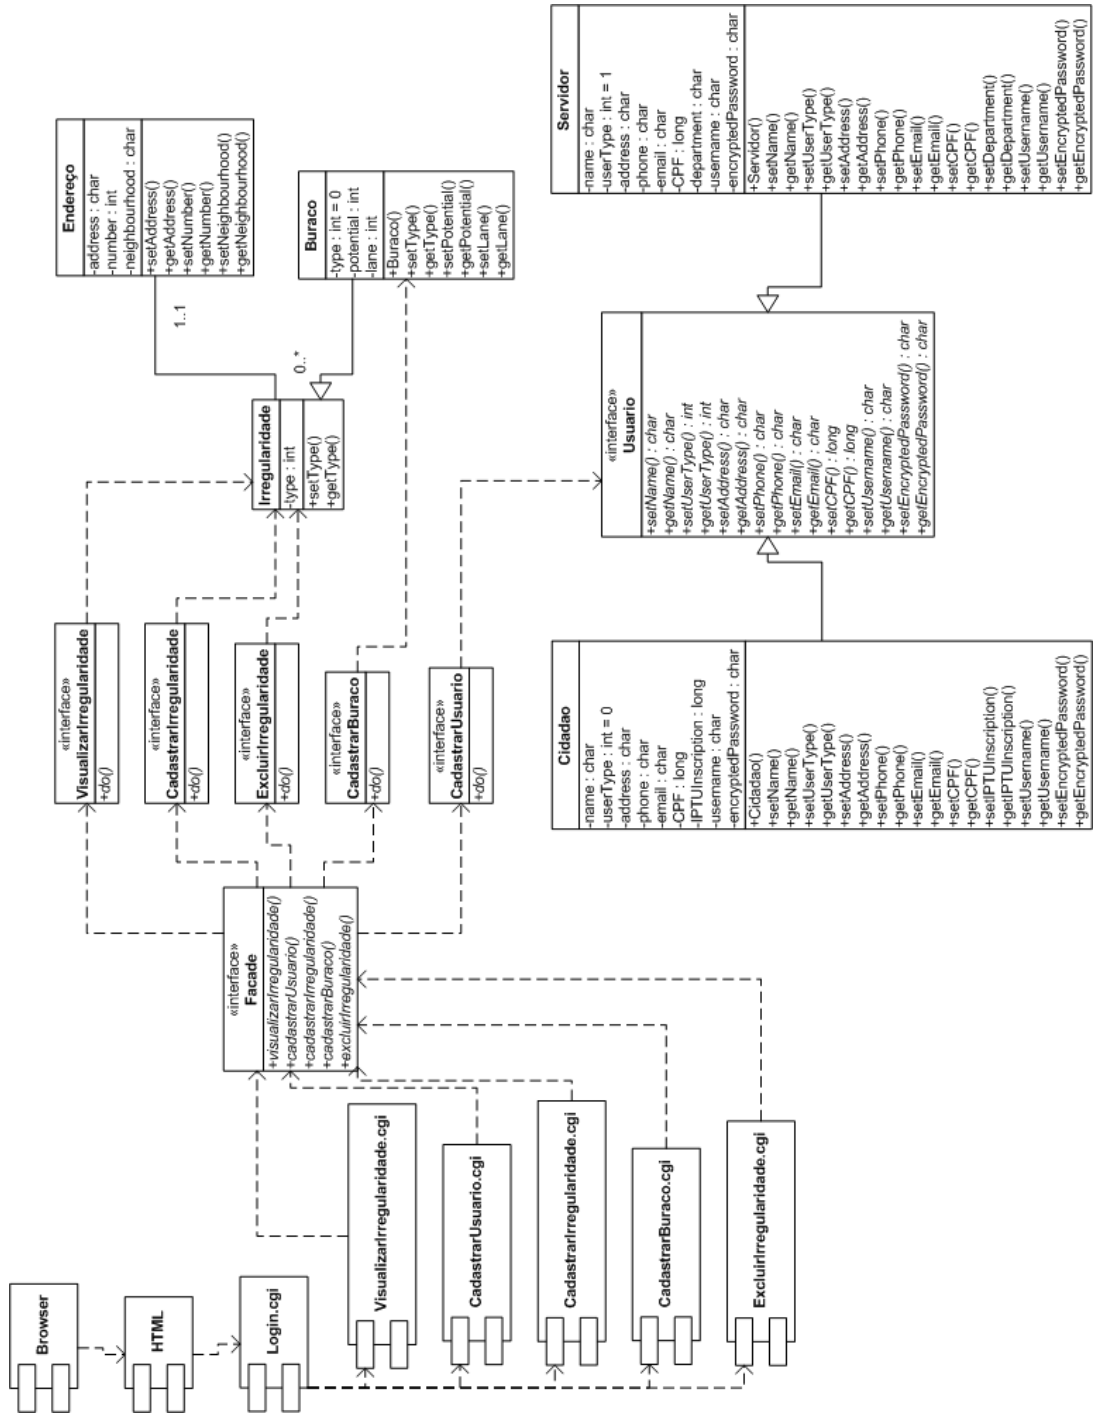 Browser
HTML
Login.cgi
VisualizarIrregularidade.cgi
CadastrarUsuario.cgi
CadastrarIrregularidade.cgi
CadastrarBuraco.cgi
ExcluirIrregularidade.cgi
«interface»
Facade
+visualizarIrregularidade()
+cadastrarUsuario()
+cadastrarIrregularidade()
+cadastrarBuraco()
+excluirIrregularidade()
«interface»
VisualizarIrregularidade
+do()
«interface»
CadastrarIrregularidade
+do()
«interface»
ExcluirIrregularidade
+do()
«interface»
CadastrarBuraco
+do()
«interface»
CadastrarUsuario
+do()
Irregularidade
-type : int
+setType()
+getType()
1..1
0..*
Endereço
-address : char
-number : int
-neighbourhood : char
+setAddress()
+getAddress()
+setNumber()
+getNumber()
+setNeighbourhood()
+getNeighbourhood()
Buraco
-type : int = 0
-potential : int
-lane : int
+Buraco()
+setType()
+getType()
+setPotential()
+getPotential()
+setLane()
+getLane()
Cidadao
-name : char
-userType : int = 0
-address : char
-phone : char
-email : char
-CPF : long
-IPTUInscription : long
-username : char
-encryptedPassword : char
+Cidadao()
+setName()
+getName()
+setUserType()
+getUserType()
+setAddress()
+getAddress()
+setPhone()
+getPhone()
+setEmail()
+getEmail()
+setCPF()
+getCPF()
+setIPTUInscription()
+getIPTUInscription()
+setUsername()
+getUsername()
+setEncryptedPassword()
+getEncryptedPassword()
«interface»
Usuario
+setName() : char
+getName() : char
+setUserType() : int
+getUserType() : int
+setAddress() : char
+getAddress() : char
+setPhone() : char
+getPhone() : char
+setEmail() : char
+getEmail() : char
+setCPF() : long
+getCPF() : long
+setUsername() : char
+getUsername() : char
+setEncryptedPassword() : char
+getEncryptedPassword() : char
Servidor
-name : char
-userType : int = 1
-address : char
-phone : char
-email : char
-CPF : long
-department : char
-username : char
-encryptedPassword : char
+Servidor()
+setName()
+getName()
+setUserType()
+getUserType()
+setAddress()
+getAddress()
+setPhone()
+getPhone()
+setEmail()
+getEmail()
+setCPF()
+getCPF()
+setDepartment()
+getDepartment()
+setUsername()
+getUsername()
+setEncryptedPassword()
+getEncryptedPassword()